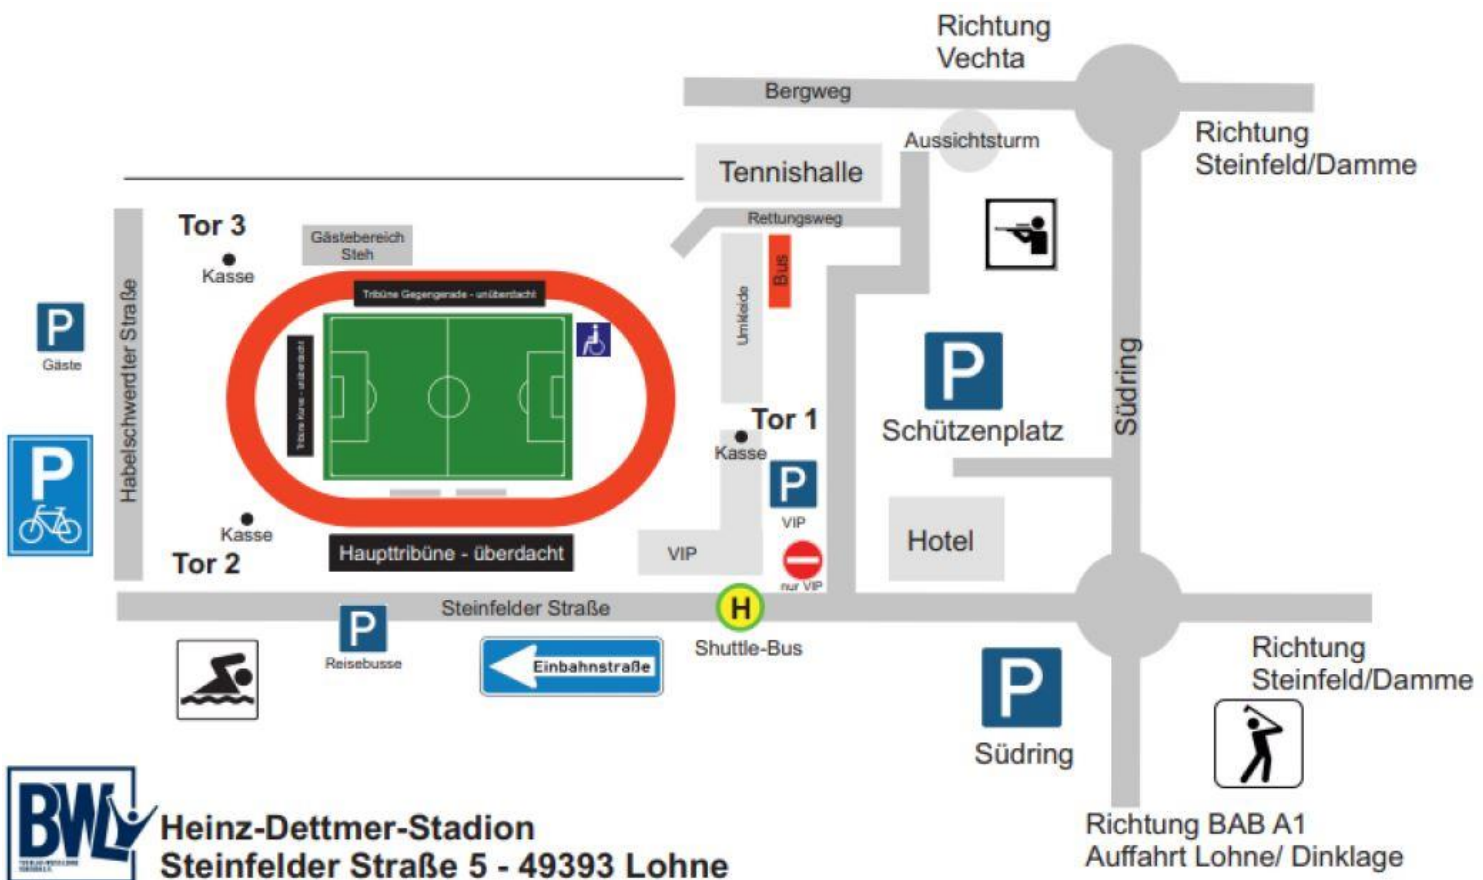 Richtung
Vechta
Bergweg
Richtung
Steinfeld/Damme
Aussichtsturm
Tennishalle
Rettungsweg
Tor 3
Kasse
Gästebereich
Steh
Tribüne Gegengerade - unüberdacht
Bus
Umkleide
Habelschwerdter Straße
P
Gäste
Tribüne Kurve - unüberdacht
P
Schützenplatz
Südring
Tor 1
Kasse
P
VIP
P
Kasse
Tor 2
Haupttribüne - überdacht
VIP
nur VIP
Hotel
Steinfelder Straße
H
Shuttle-Bus
P
Reisebusse
Einbahnstraße
P
Südring
Richtung
Steinfeld/Damme
Richtung BAB A1
Auffahrt Lohne/ Dinklage
BWL
Heinz-Dettmer-Stadion
Steinfelder Straße 5 - 49393 Lohne